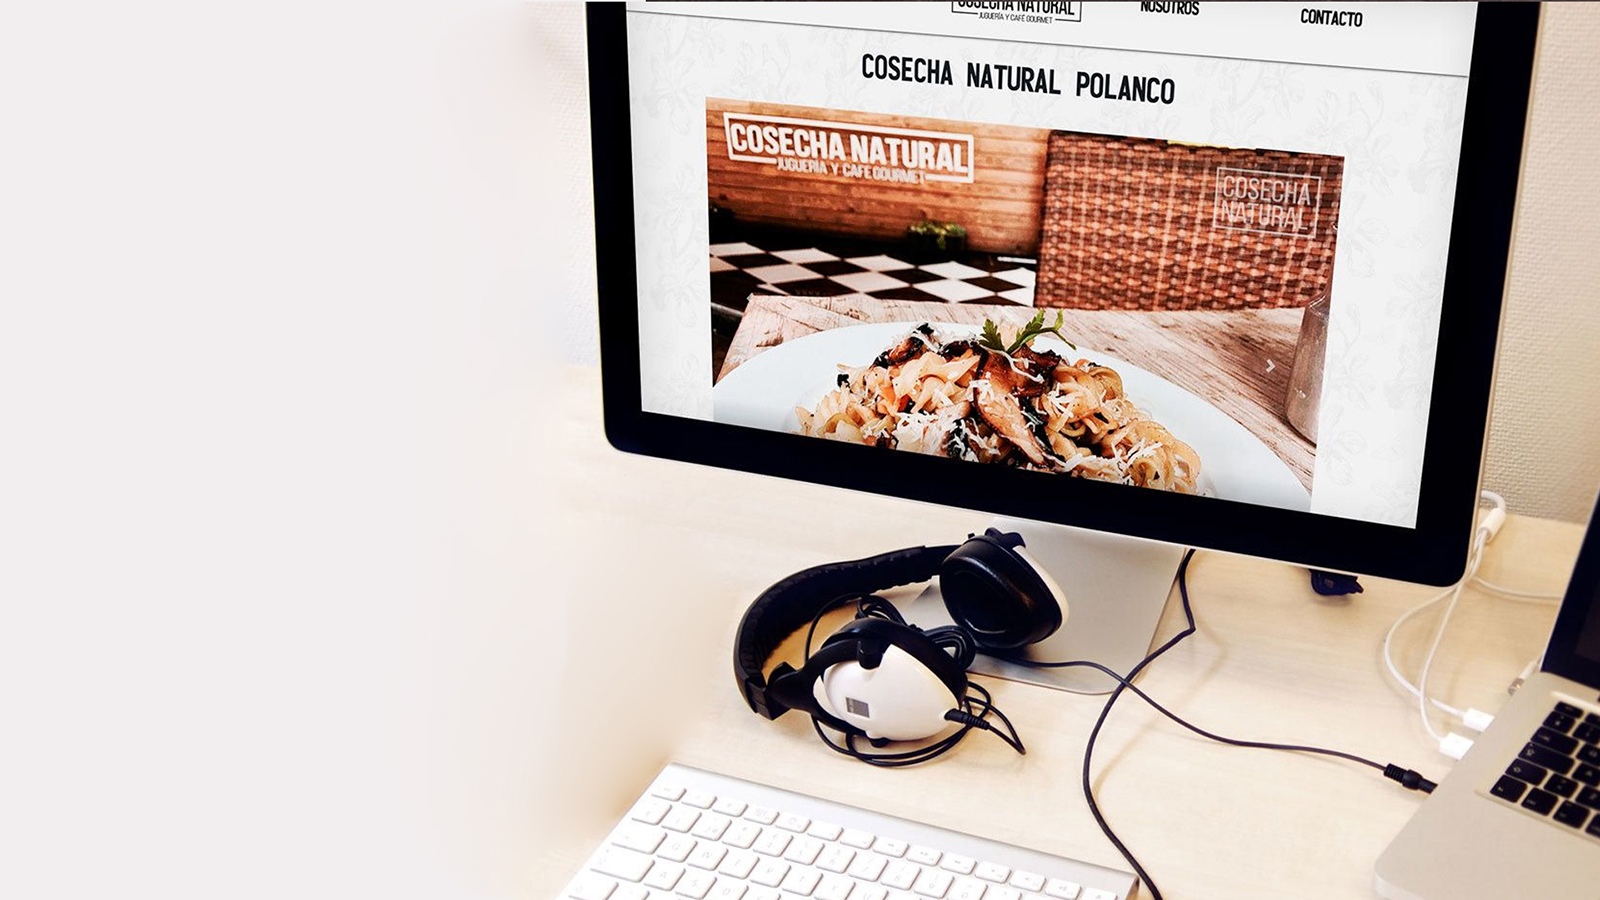 COSECHA NATURAL
JUGUERÍA Y CAFÉ GOURMET
NOSOTROS
CONTACTO
COSECHA NATURAL POLANCO
COSECHA NATURAL
JUGUERÍA Y CAFÉ GOURMET
COSECHA
NATURAL